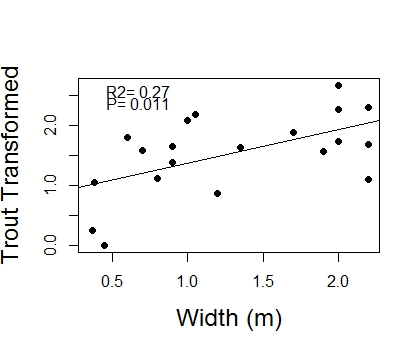 R2= 0.27
P= 0.011
Trout Transformed
2.0
1.0
0.0
0.5 1.0 1.5 2.0
Width (m)